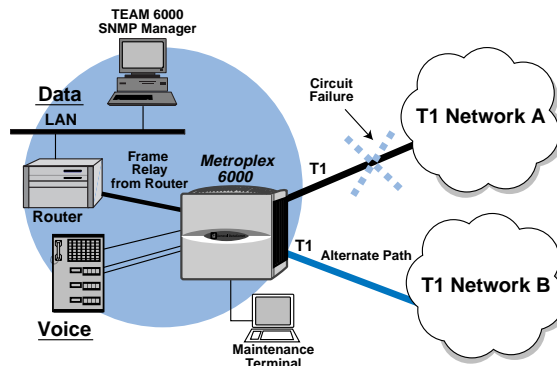 TEAM 6000
SNMP Manager
Data
LAN
Circuit
Failure
T1 Network A
Frame
Relay
from Router
Metroplex
6000
T1
Router
T1
Alternate Path
T1 Network B
Voice
Maintenance
Terminal